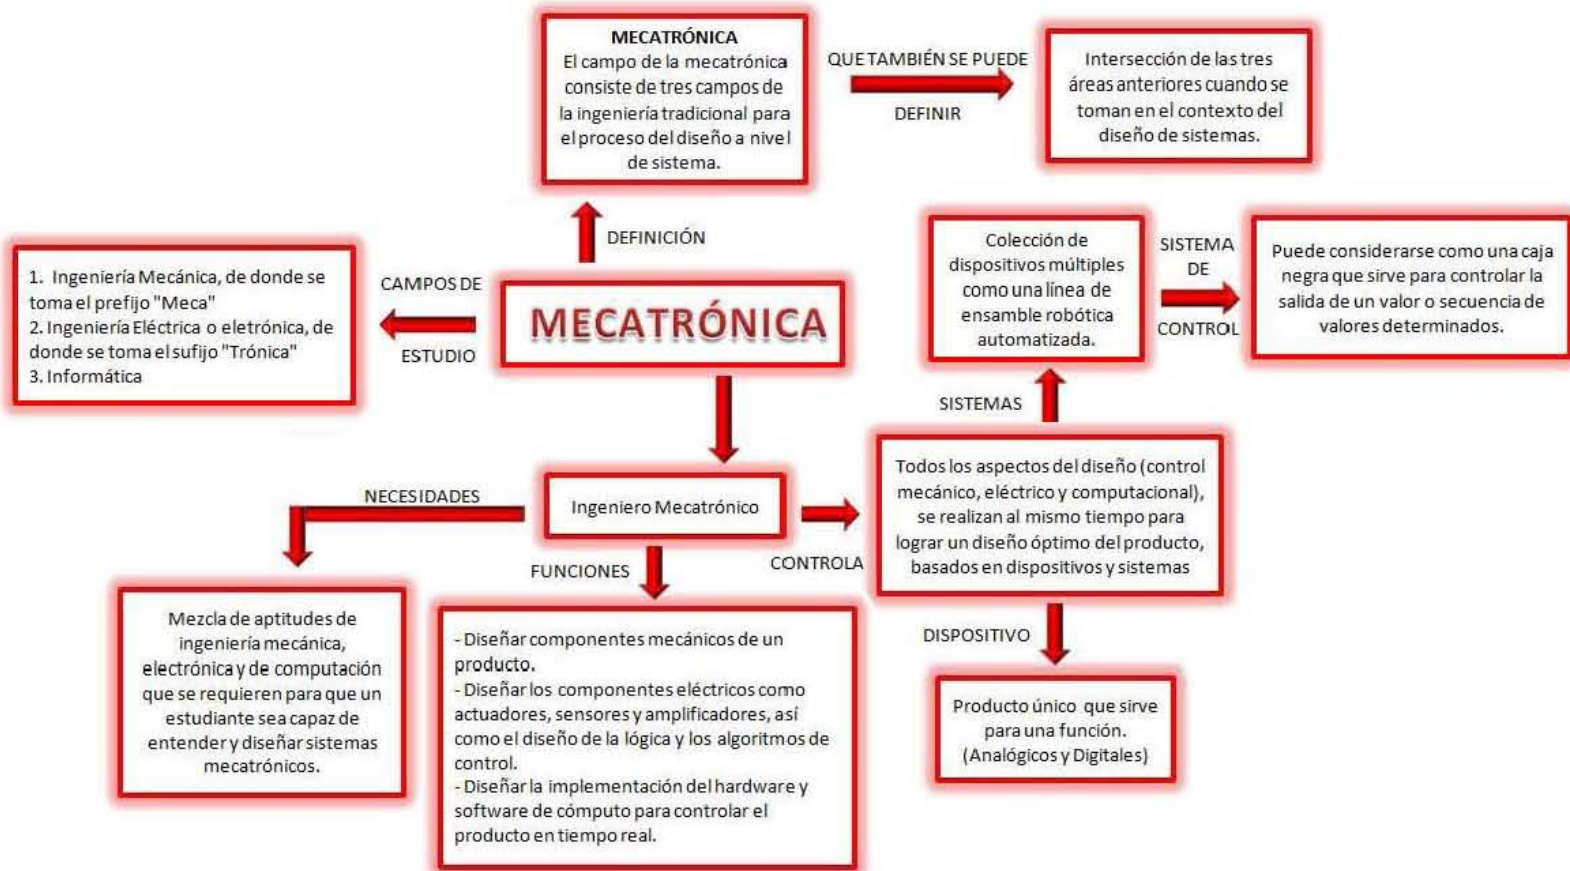 MECATRÓNICA
El campo de la mecatrónica
consiste de tres campos de
la ingeniería tradicional para
el proceso del diseño a nivel
de sistema.
QUE TAMBIÉN SE PUEDE
DEFINIR
Intersección de las tres
áreas anteriores cuando se
toman en el contexto del
diseño de sistemas.
DEFINICIÓN
1. Ingeniería Mecánica, de donde se
toma el prefijo "Meca"
2. Ingeniería Eléctrica o eletrónica, de
donde se toma el sufijo "Trónica"
3. Informática
CAMPOS DE
ESTUDIO
MECATRÓNICA
Colección de
dispositivos múltiples
como una línea de
ensamble robótica
automatizada.
SISTEMA
DE
CONTROL
Puede considerarse como una caja
negra que sirve para controlar la
salida de un valor o secuencia de
valores determinados.
SISTEMAS
NECESIDADES
Ingeniero Mecatrónico
FUNCIONES
CONTROLA
Todos los aspectos del diseño (control
mecánico, eléctrico y computacional),
se realizan al mismo tiempo para
lograr un diseño óptimo del producto,
basados en dispositivos y sistemas
Mezcla de aptitudes de
ingeniería mecánica,
electrónica y de computación
que se requieren para que un
estudiante sea capaz de
entender y diseñar sistemas
mecatrónicos.
- Diseñar componentes mecánicos de un
producto.
- Diseñar los componentes eléctricos como
actuadores, sensores y amplificadores, así
como el diseño de la lógica y los algoritmos de
control.
- Diseñar la implementación del hardware y
software de cómputo para controlar el
producto en tiempo real.
DISPOSITIVO
Producto único que sirve
para una función.
(Analógicos y Digitales)